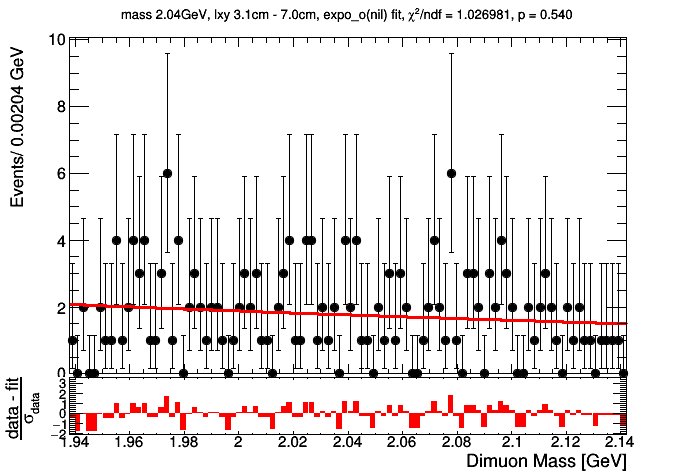 mass 2.04GeV, lxy 3.1cm - 7.0cm, expo_o(nil) fit, χ²/ndf = 1.026981, p = 0.540
Events/ 0.00204 GeV
10
8
6
4
2
0
data - fit
σdata
3
2
1
0
−1
−2
1.94 1.96 1.98 2 2.02 2.04 2.06 2.08 2.1 2.12 2.14
Dimuon Mass [GeV]